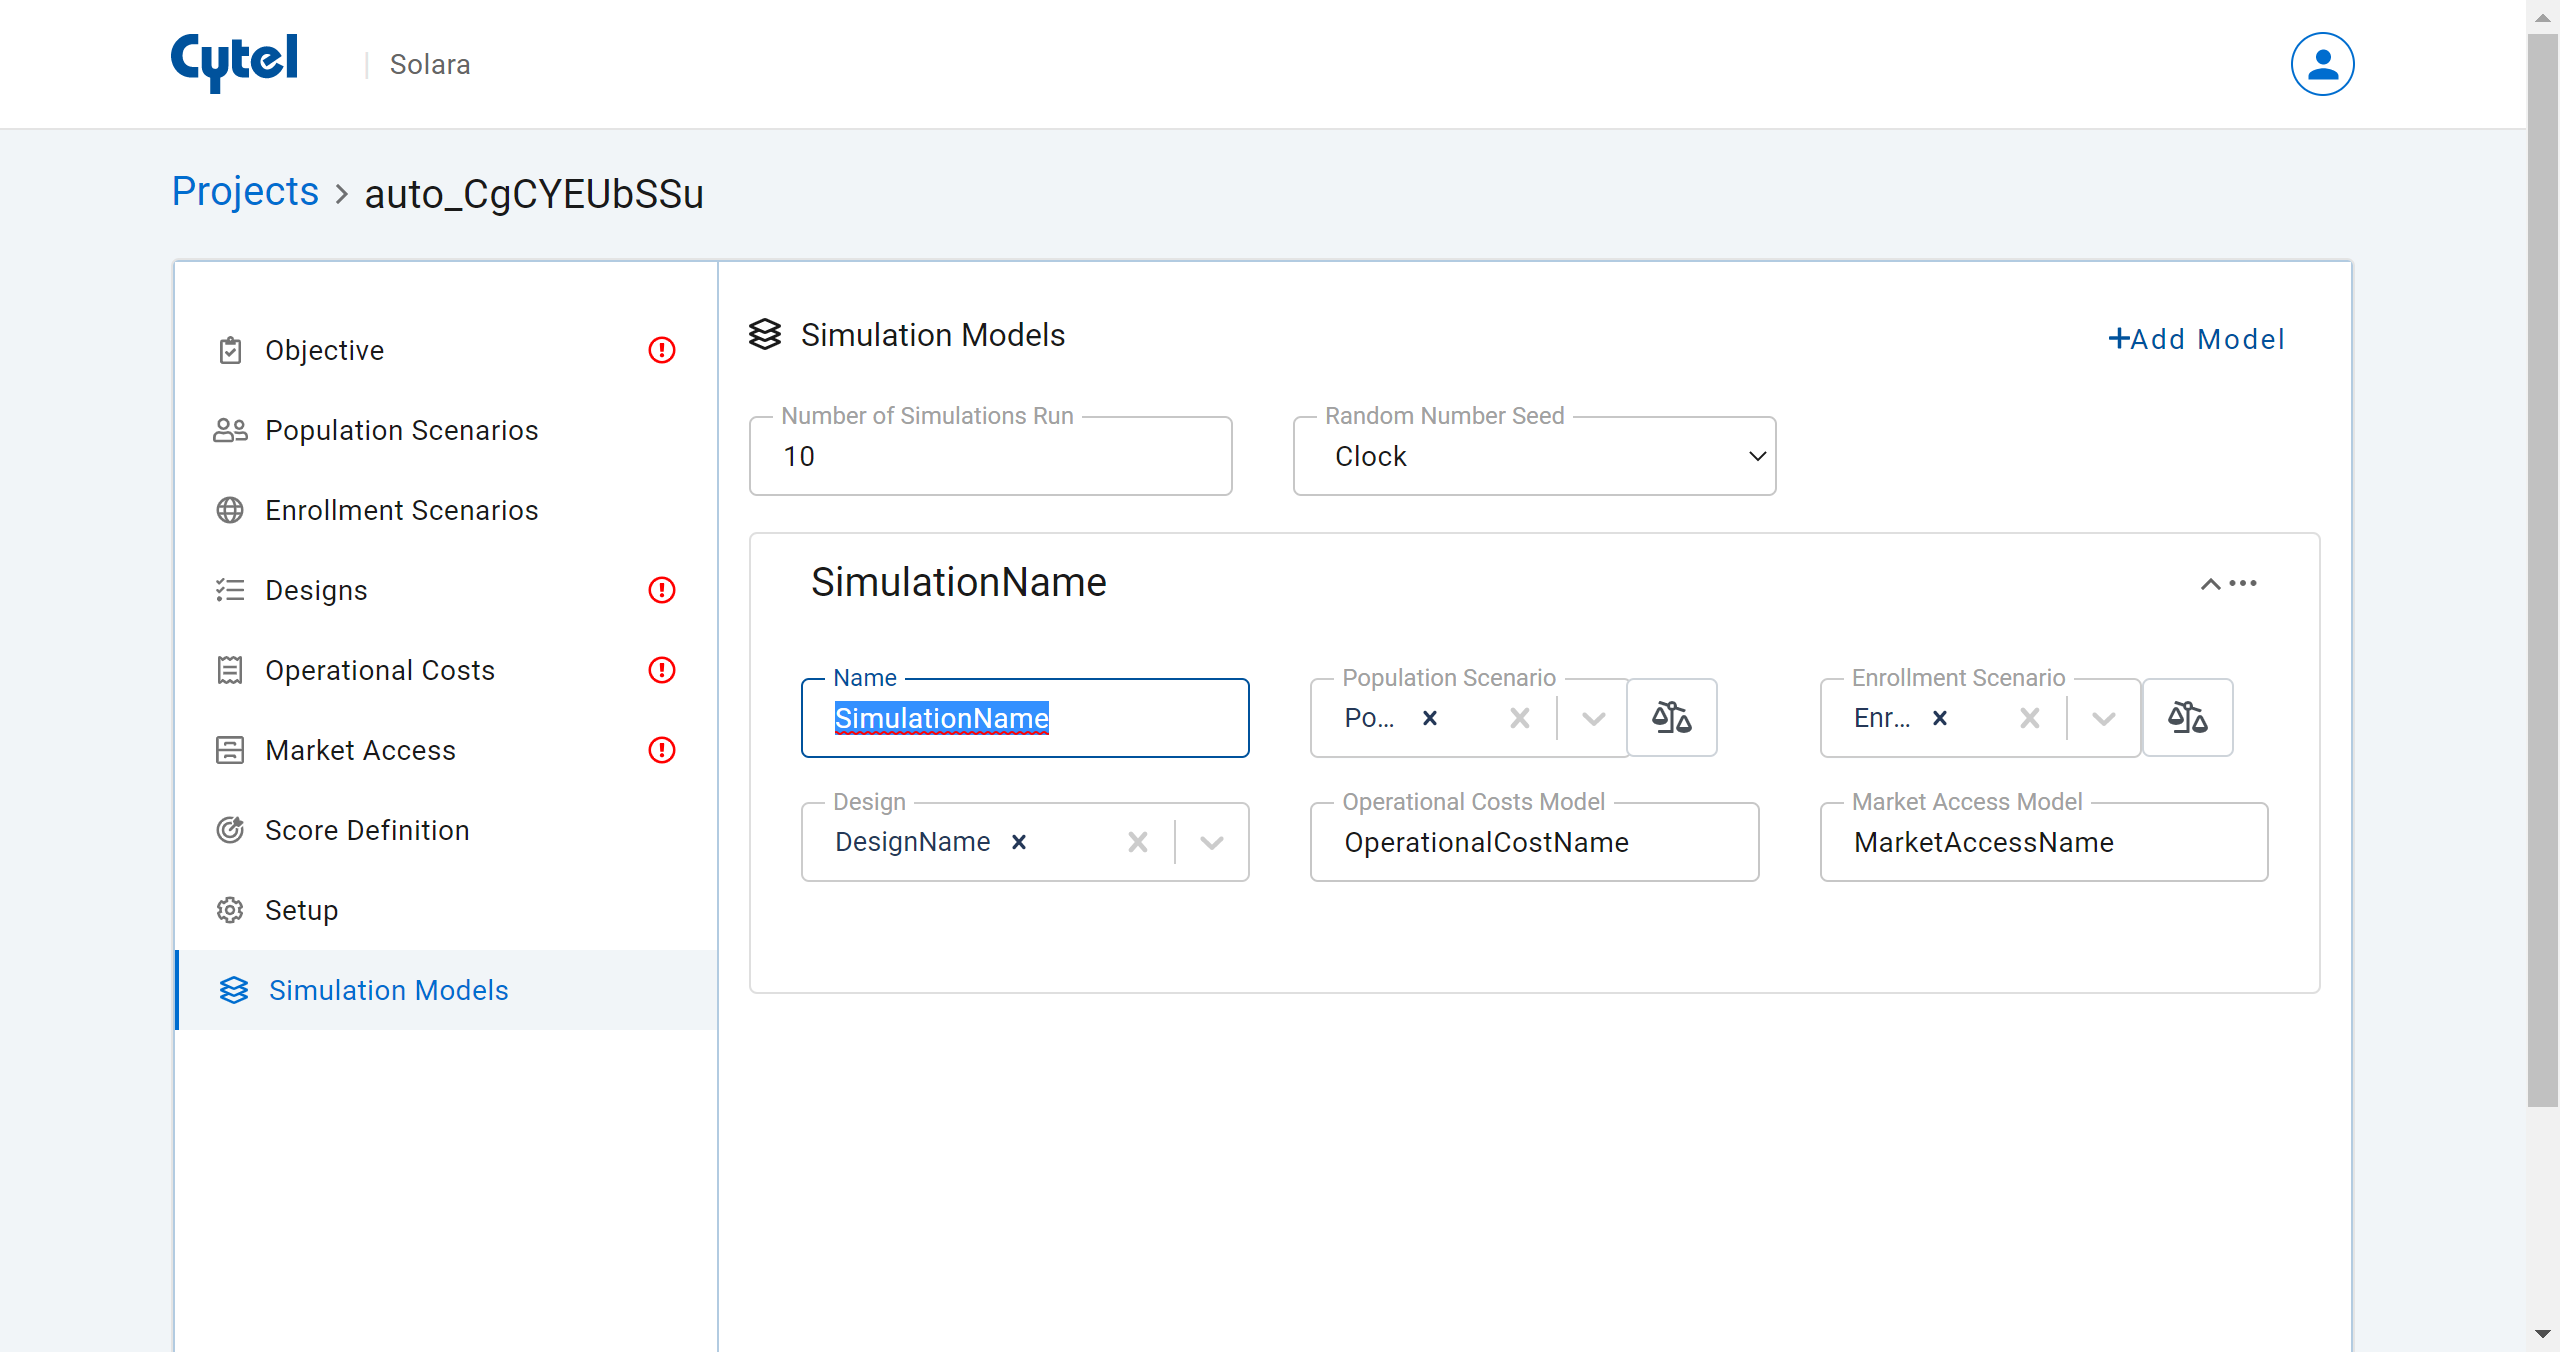 Cytel | Solara
Projects > auto_CgCYEUbSSu
Objective
Population Scenarios
Enrollment Scenarios
Designs
Operational Costs
Market Access
Score Definition
Setup
Simulation Models
Simulation Models
+Add Model
Number of Simulations Run
10
Random Number Seed
Clock
SimulationName
Name
SimulationName
Population Scenario
Po...
Enrollment Scenario
Enr...
Design
DesignName
Operational Costs Model
OperationalCostName
Market Access Model
MarketAccessName